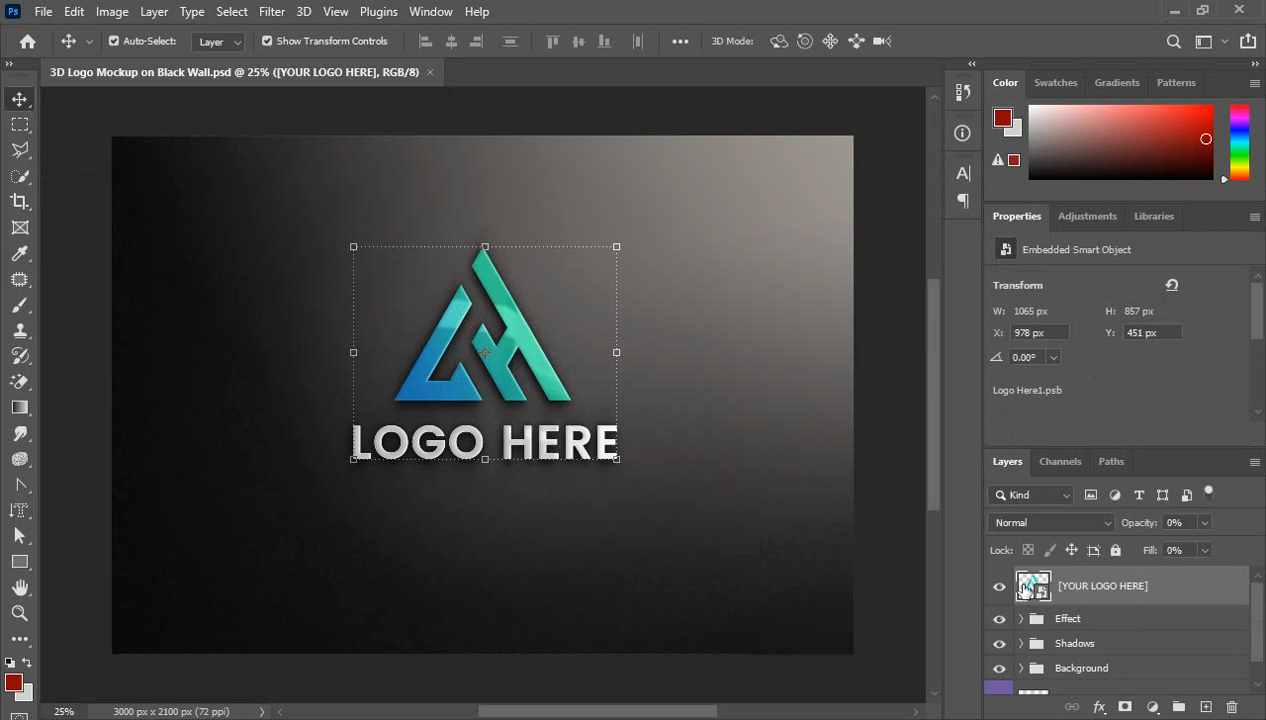 Ps File Edit Image Layer Type Select Filter 3D View Plugins Window Help
Auto-Select: Layer Show Transform Controls 3D Mode:
3D Logo Mockup on Black Wall.psd @ 25% ([YOUR LOGO HERE], RGB/8)
Color Swatches Gradients Patterns
Properties Adjustments Libraries
Embedded Smart Object
Transform
W: 1065 px H: 857 px
X: 978 px Y: 451 px
0.00°
Logo Here1.psb
LOGO HERE
Layers Channels Paths
Kind
Normal Opacity: 0%
Lock: Fill: 0%
[YOUR LOGO HERE]
Effect
Shadows
Background
25% 3000 px x 2100 px (72 ppi)